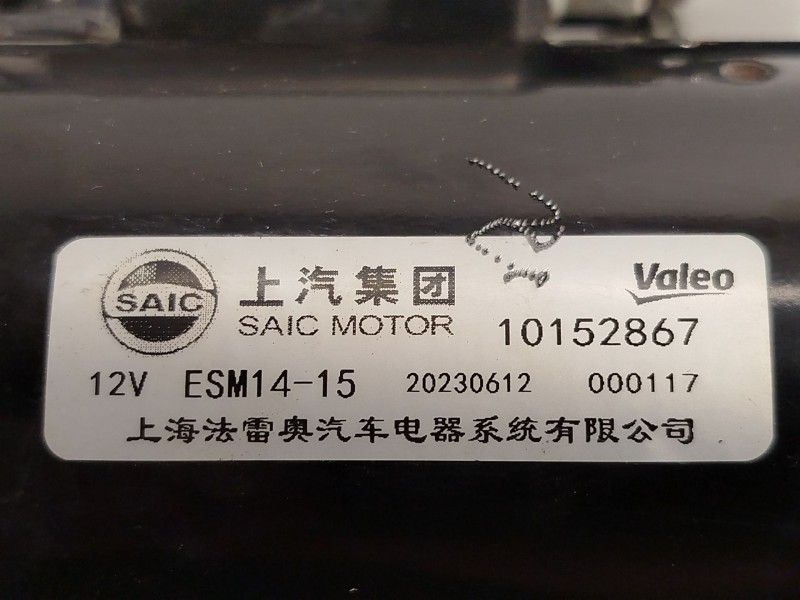 SAIC 上汽集团 Valeo
SAIC MOTOR 10152867
12V ESM14-15 20230612 000117
上海法雷奥汽车电器系统有限公司